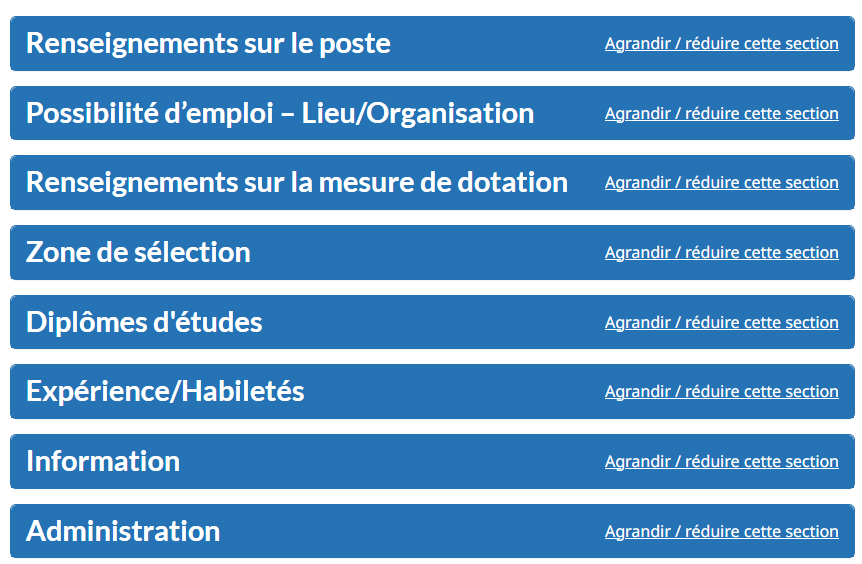 Renseignements sur le poste Agrandir / réduire cette section
Possibilité d’emploi – Lieu/Organisation Agrandir / réduire cette section
Renseignements sur la mesure de dotation Agrandir / réduire cette section
Zone de sélection Agrandir / réduire cette section
Diplômes d'études Agrandir / réduire cette section
Expérience/Habiletés Agrandir / réduire cette section
Information Agrandir / réduire cette section
Administration Agrandir / réduire cette section